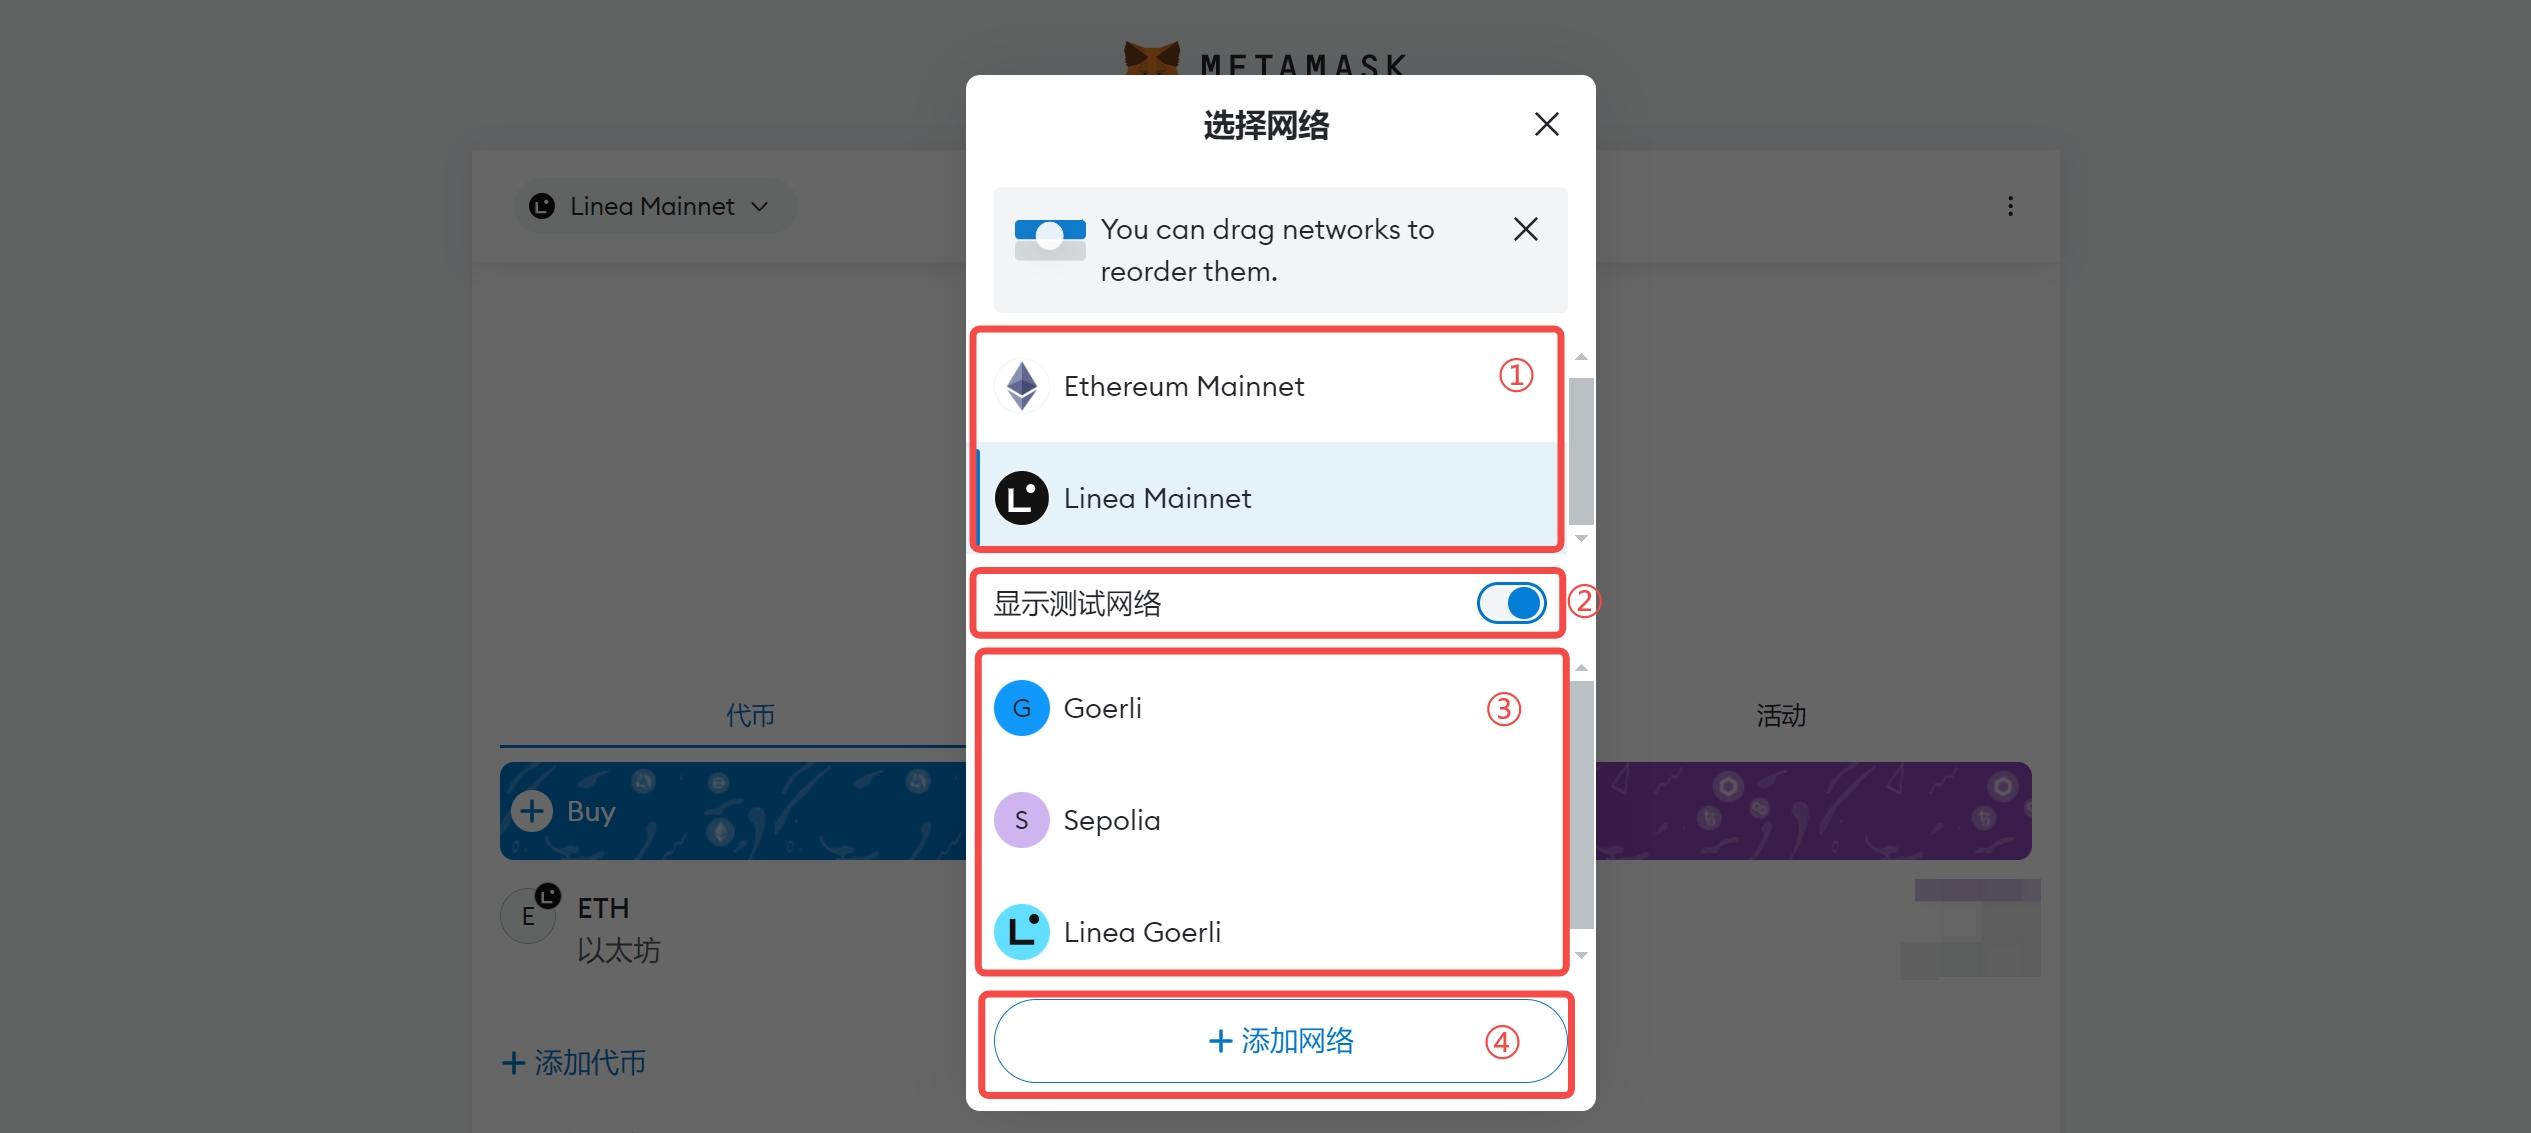 METAMASK
选择网络
Linea Mainnet
You can drag networks to
reorder them.
Ethereum Mainnet
①
Linea Mainnet
显示测试网络
②
Goerli
③
Sepolia
Linea Goerli
+ 添加网络
④
代币
活动
+ Buy
ETH
以太坊
+ 添加代币
G
S
E